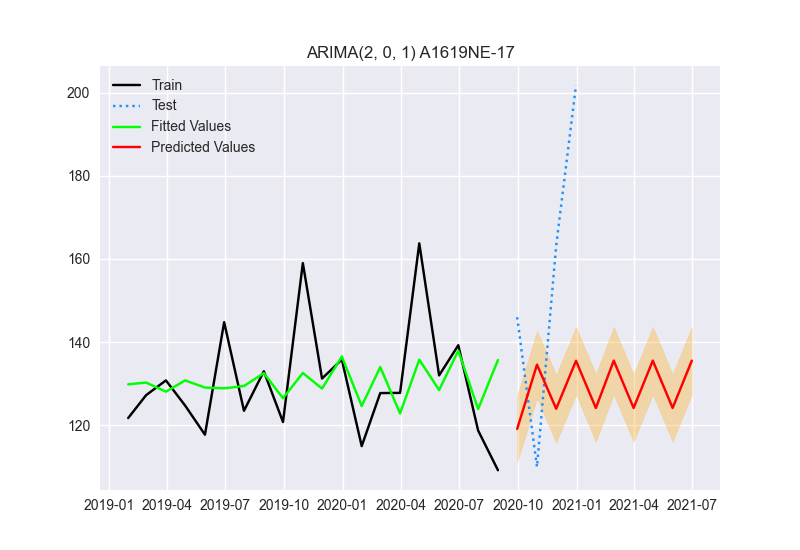 ARIMA(2, 0, 1) A1619NE-17
Train
Test
Fitted Values
Predicted Values
200
180
160
140
120
2019-01 2019-04 2019-07 2019-10 2020-01 2020-04 2020-07 2020-10 2021-01 2021-04 2021-07